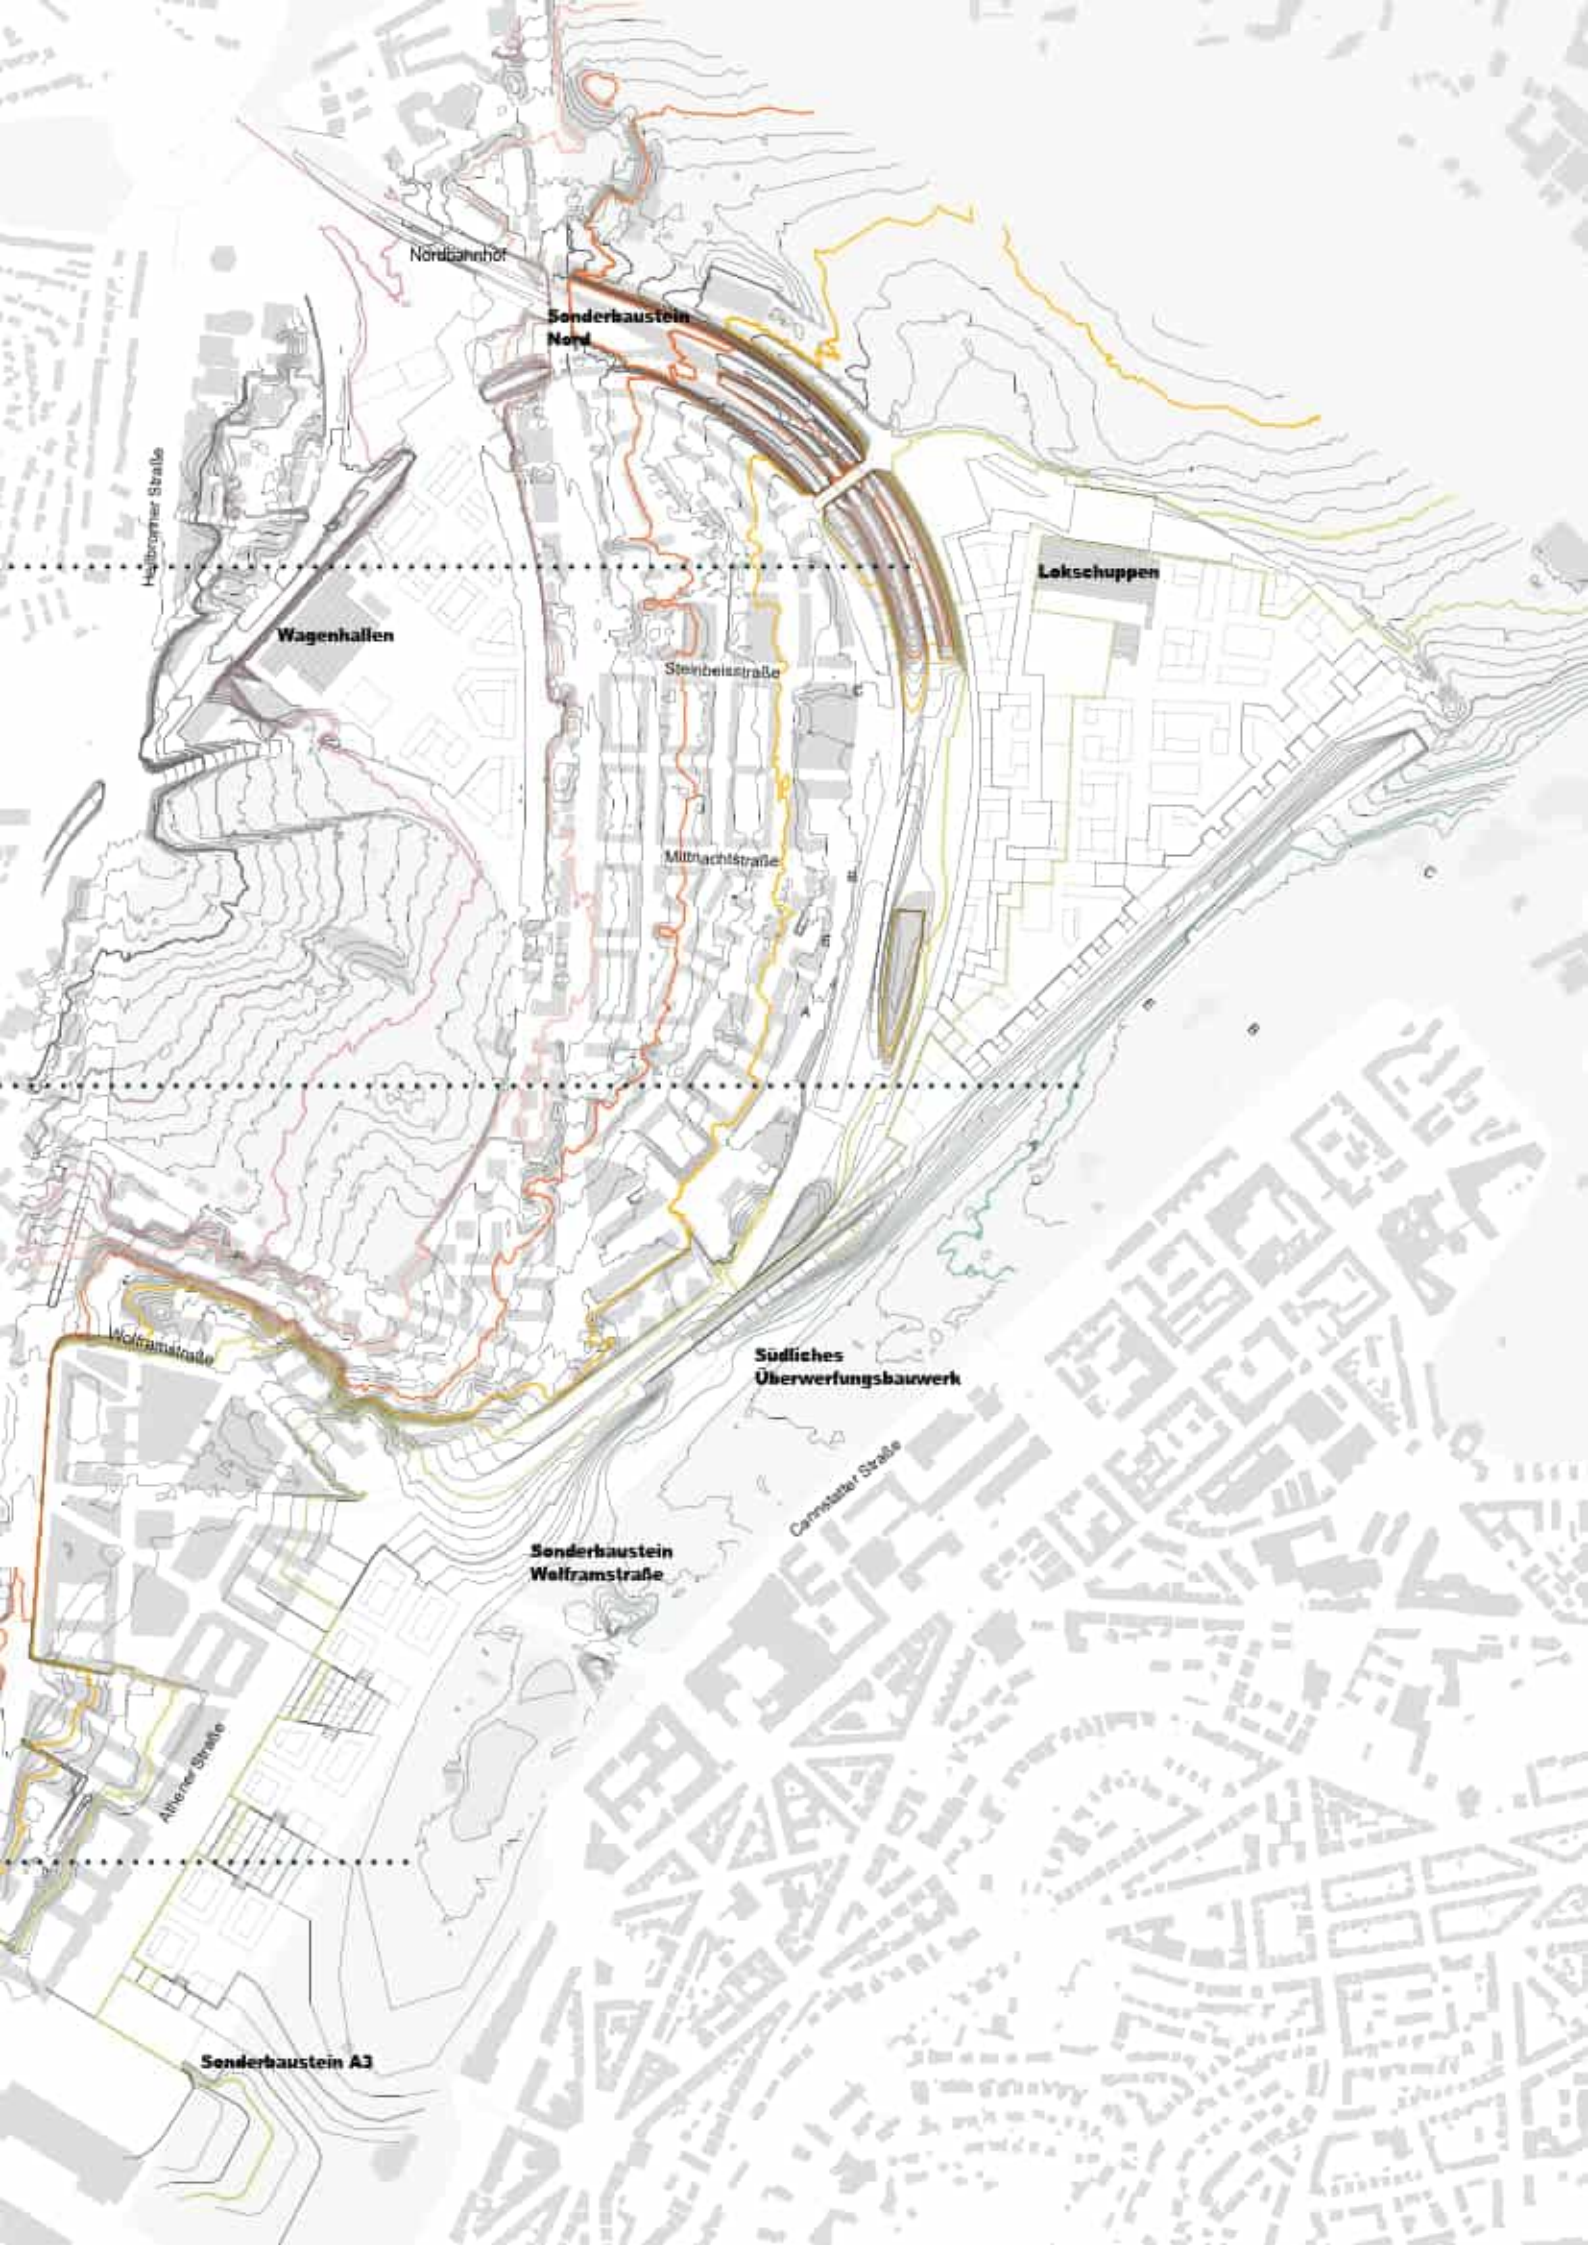 Nordbahnhof
Sonderbaustein
Nord
Heilbronner Straße
Lokschuppen
Wagenhallen
Steinbeisstraße
C
Mittnachtstraße
B
C
E
A
E
B
Wolframstraße
Südliches
Überwerfungsbauwerk
Cannstatter Straße
Sonderbaustein
Wolframstraße
Athener Straße
Sonderbaustein A3